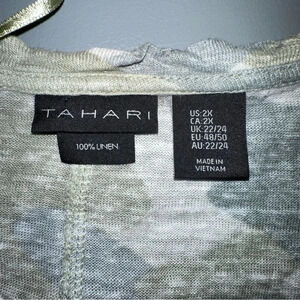 TAHARI
100% LINEN
US: 2X
CA: 2X
UK: 22/24
EU: 48/50
AU: 22/24
MADE IN
VIETNAM